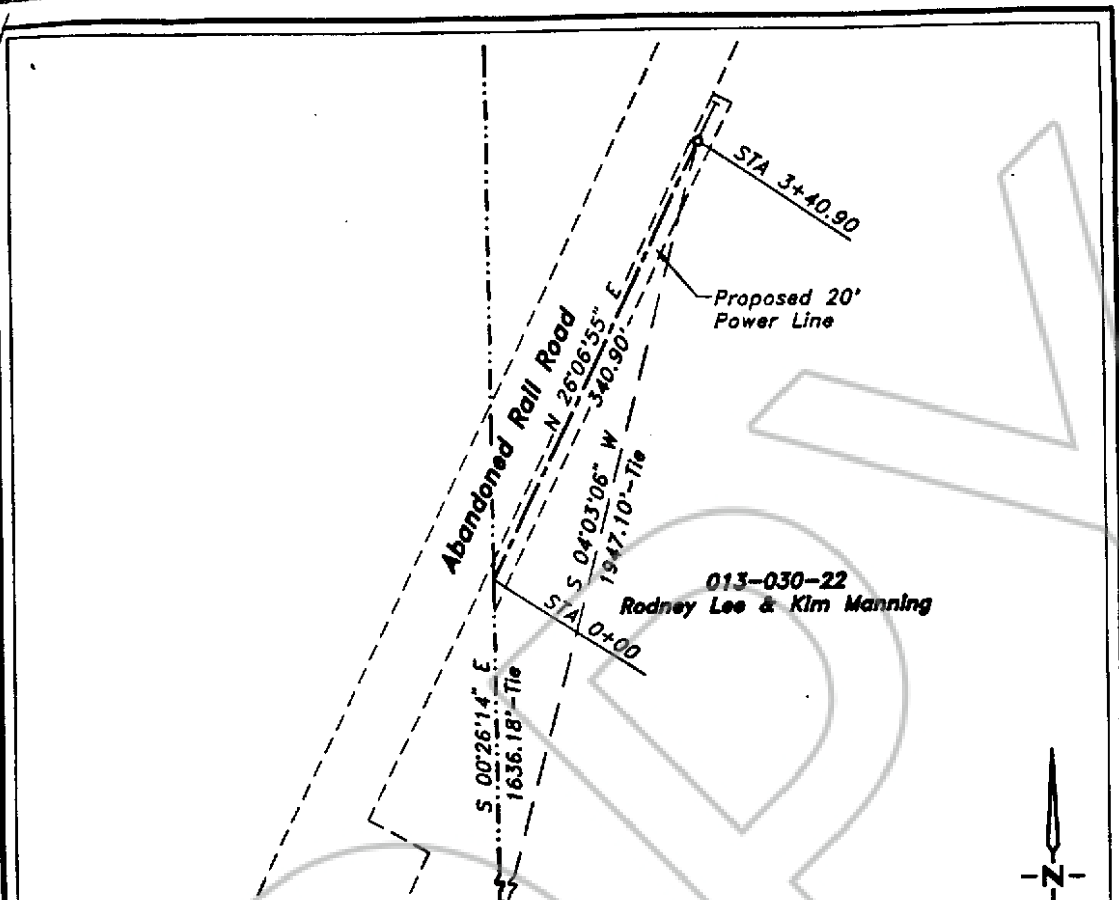 STA 3+40.90
Proposed 20'
Power Line
N 26°06'55" E
340.90'
Abandoned Rail Road
S 04°03'06" W
1947.10'-Tie
013-030-22
Rodney Lee & Kim Manning
STA 0+00
S 00°26'14" E
1636.18'-Tie
N